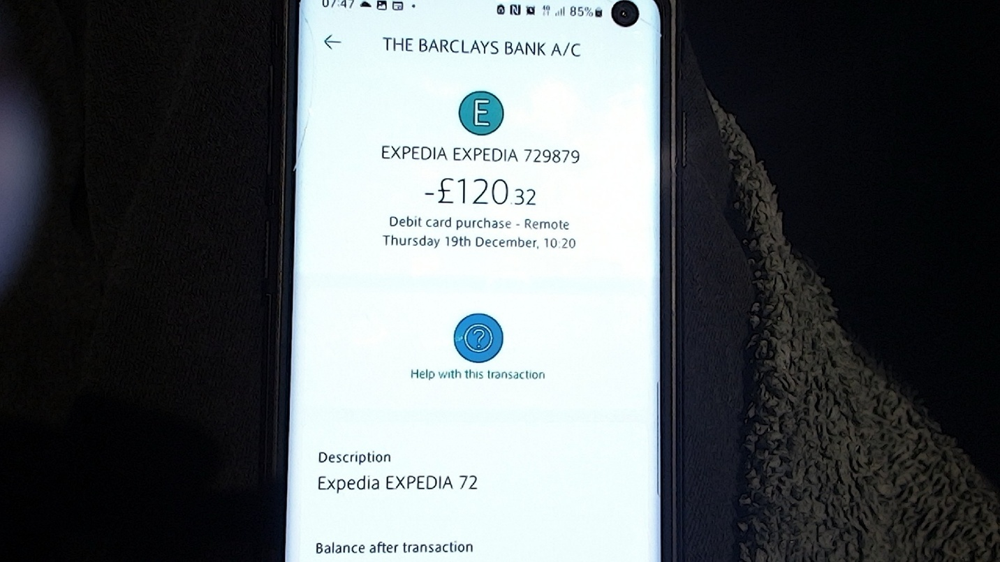 07:47
85%
THE BARCLAYS BANK A/C
E
EXPEDIA EXPEDIA 729879
-£120.32
Debit card purchase - Remote
Thursday 19th December, 10:20
?
Help with this transaction
Description
Expedia EXPEDIA 72
Balance after transaction